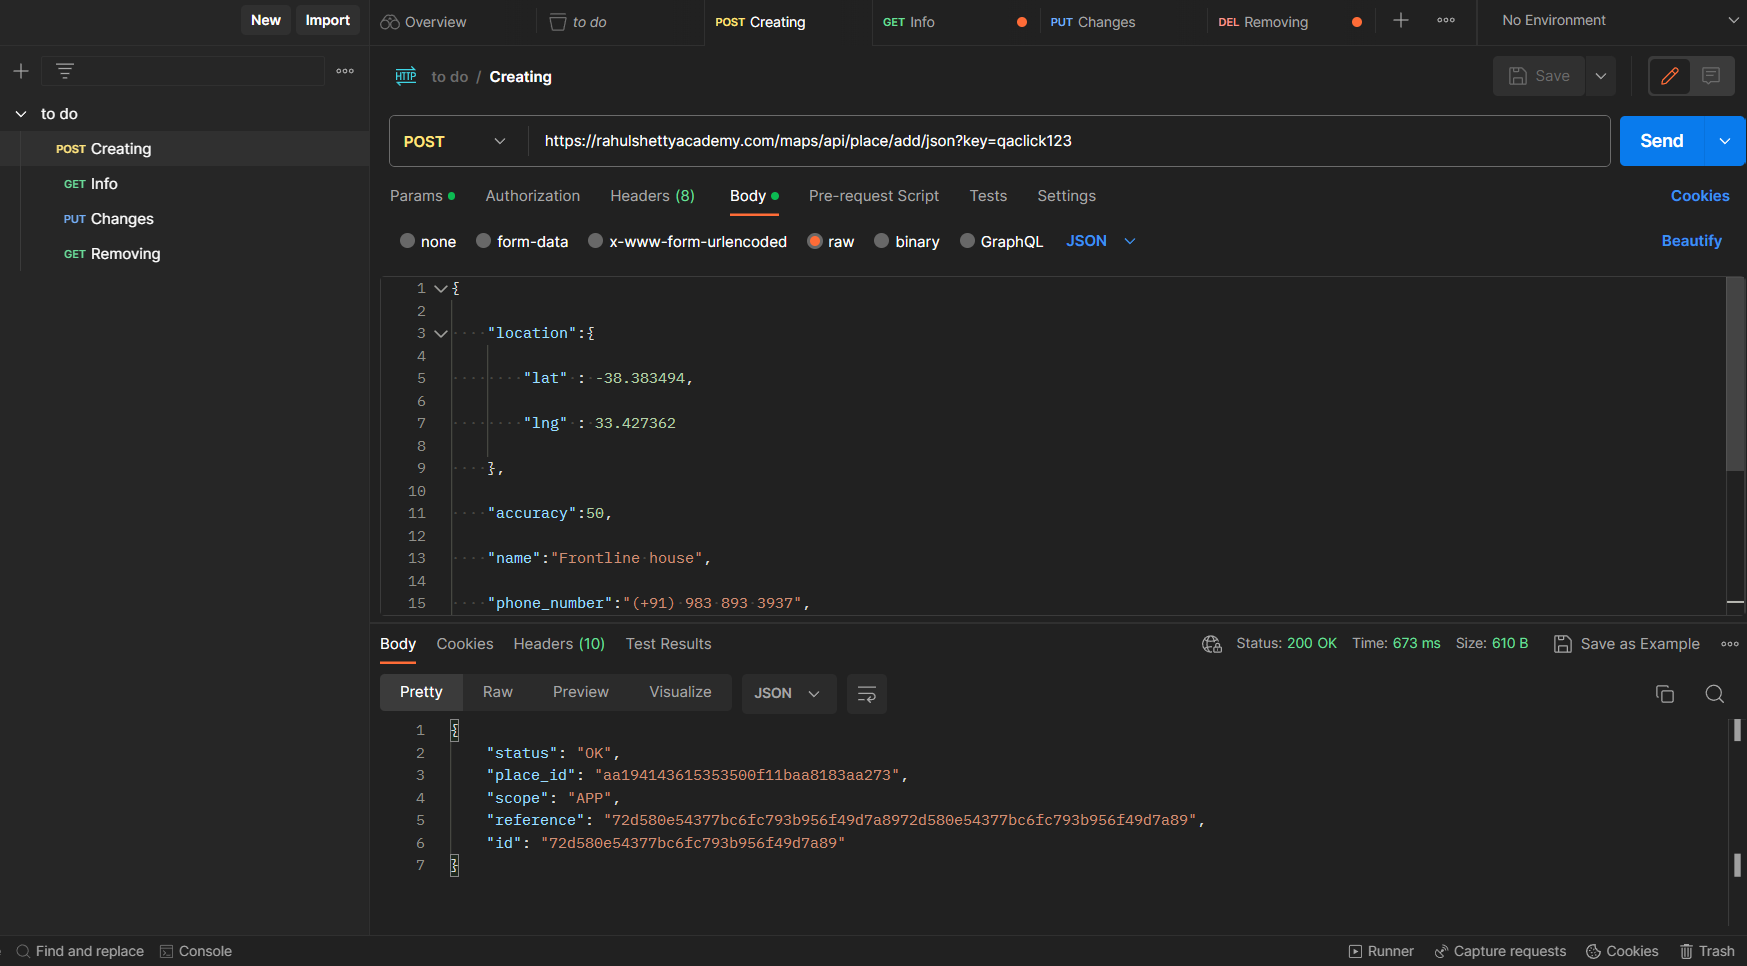 New Import Overview to do POST Creating GET Info PUT Changes DEL Removing No Environment
to do / Creating Save
to do
POST Creating
GET Info
PUT Changes
GET Removing
POST https://rahulshettyacademy.com/maps/api/place/add/json?key=qaclick123 Send
Params Authorization Headers (8) Body Pre-request Script Tests Settings Cookies
none form-data x-www-form-urlencoded raw binary GraphQL JSON Beautify
1 {
2
3 "location":{
4
5 "lat" : -38.383494,
6
7 "lng" : 33.427362
8
9 },
10
11 "accuracy":50,
12
13 "name":"Frontline house",
14
15 "phone_number":"(+91) 983 893 3937",
Body Cookies Headers (10) Test Results Status: 200 OK Time: 673 ms Size: 610 B Save as Example
Pretty Raw Preview Visualize JSON
1 {
2 "status": "OK",
3 "place_id": "aa194143615353500f11baa8183aa273",
4 "scope": "APP",
5 "reference": "72d580e54377bc6fc793b956f49d7a8972d580e54377bc6fc793b956f49d7a89",
6 "id": "72d580e54377bc6fc793b956f49d7a89"
7 }
Find and replace Console Runner Capture requests Cookies Trash